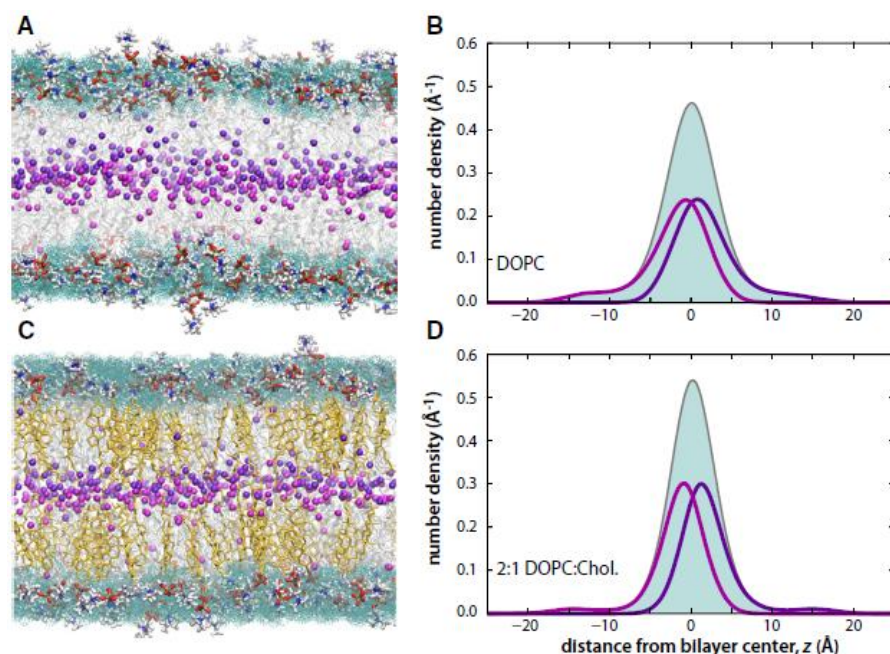 A
B
0.6
0.5
0.4
0.3
0.2
0.1
0.0
number density (Å-1)
DOPC
−20 −10 0 10 20
C
D
0.6
0.5
0.4
0.3
0.2
0.1
0.0
number density (Å-1)
2:1 DOPC:Chol.
−20 −10 0 10 20
distance from bilayer center, z (Å)